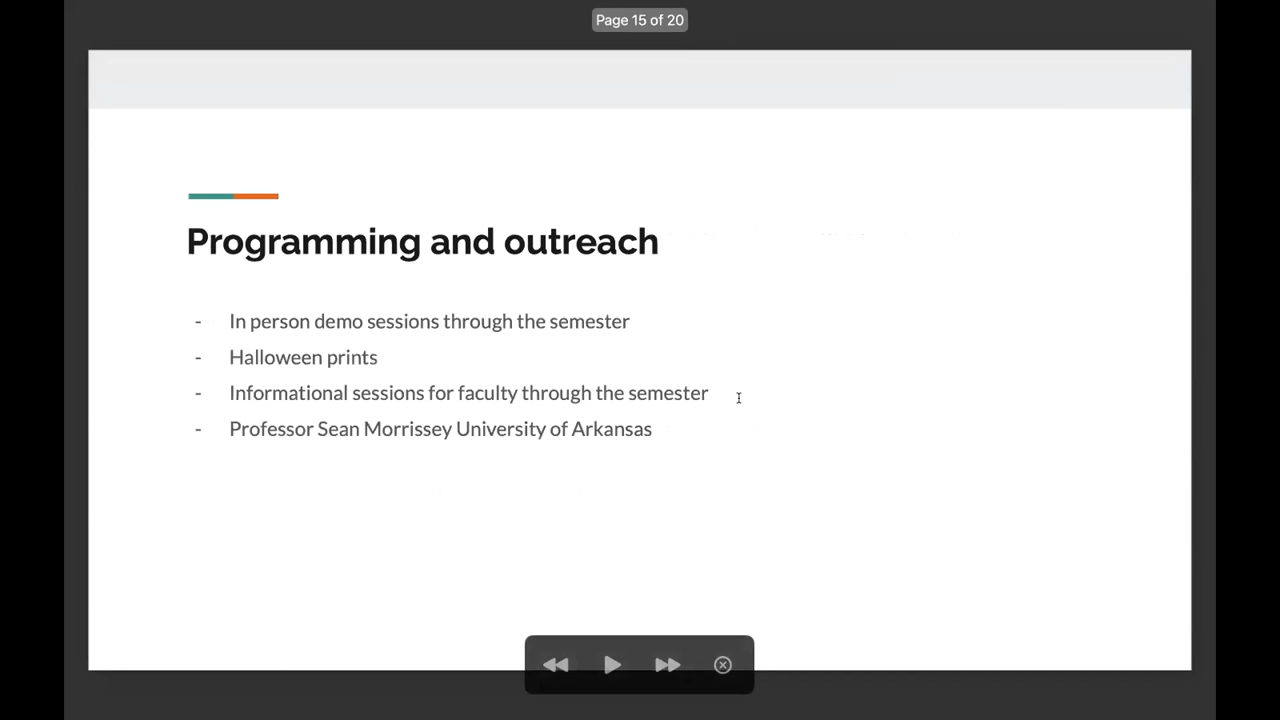 Page 15 of 20
Programming and outreach
- In person demo sessions through the semester
- Halloween prints
- Informational sessions for faculty through the semester
- Professor Sean Morrissey University of Arkansas